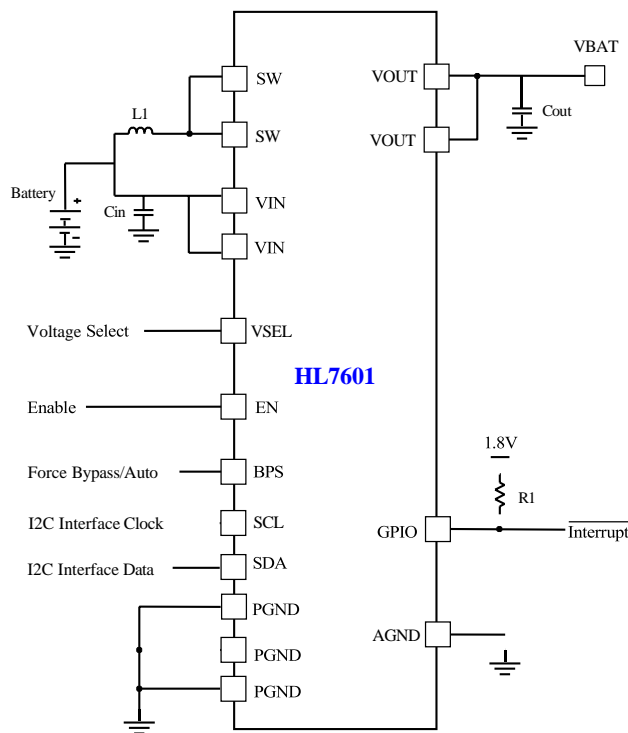 VBAT
SW
VOUT
L1
Cout
SW
VOUT
Battery
+
Cin
VIN
-
VIN
Voltage Select
VSEL
HL7601
Enable
EN
1.8V
Force Bypass/Auto
BPS
R1
I2C Interface Clock
SCL
GPIO
Interrupt
I2C Interface Data
SDA
PGND
AGND
PGND
PGND